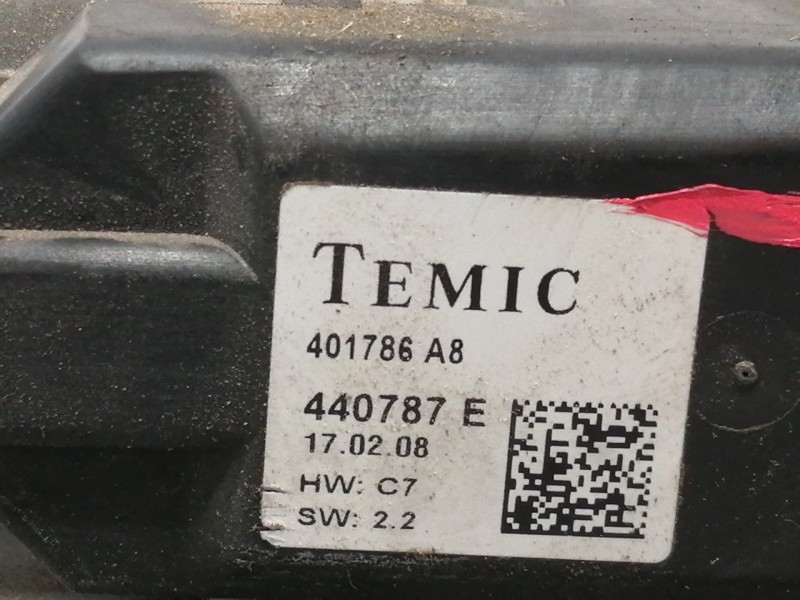 TEMIC
401786 A8
440787 E
17.02.08
HW: C7
SW: 2.2